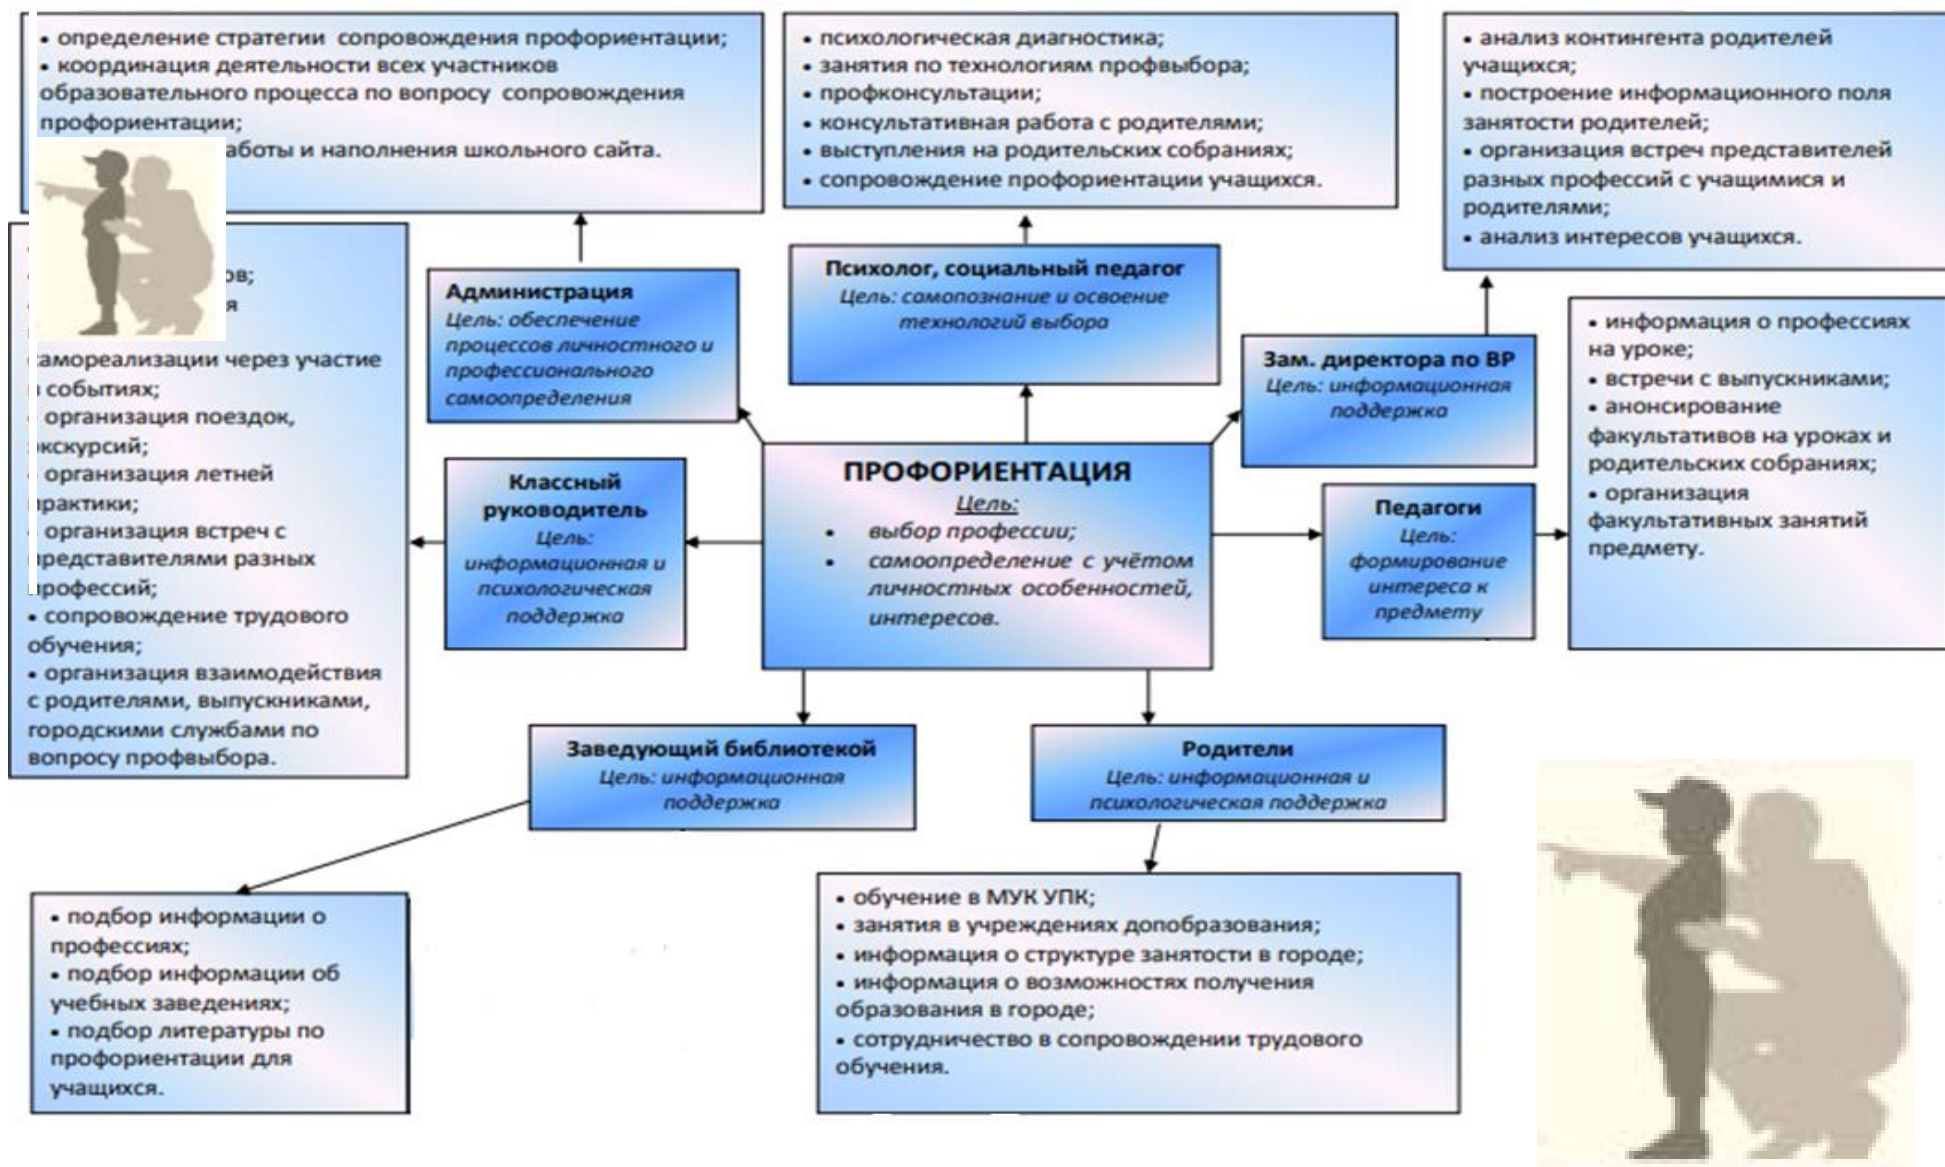 • определение стратегии сопровождения профориентации;
• координация деятельности всех участников
образовательного процесса по вопросу сопровождения
профориентации;
и наполнения школьного сайта.
• психологическая диагностика;
• занятия по технологиям профвыбора;
• профконсультации;
• консультативная работа с родителями;
• выступления на родительских собраниях;
• сопровождение профориентации учащихся.
• анализ контингента родителей
учащихся;
• построение информационного поля
занятости родителей;
• организация встреч представителей
разных профессий с учащимися и
родителями;
• анализ интересов учащихся.
Администрация
Цель: обеспечение
процессов личностного и
профессионального
самоопределения
Психолог, социальный педагог
Цель: самопознание и освоение
технологий выбора
Зам. директора по ВР
Цель: информационная
поддержка
через участие
событиях;
организация поездок,
организация летней
организация встреч с
разных
• сопровождение трудового
обучения;
• организация взаимодействия
с родителями, выпускниками,
городскими службами по
вопросу профвыбора.
Классный
руководитель
Цель:
информационная и
психологическая
поддержка
ПРОФОРИЕНТАЦИЯ
Цель:
• выбор профессии;
• самоопределение с учётом
личностных особенностей,
интересов.
Педагоги
Цель:
формирование
интереса к
предмету
• информация о профессиях
на уроке;
• встречи с выпускниками;
• анонсирование
факультативов на уроках и
родительских собраниях;
• организация
факультативных занятий
предмету.
Заведующий библиотекой
Цель: информационная
поддержка
Родители
Цель: информационная и
психологическая поддержка
• подбор информации о
профессиях;
• подбор информации об
учебных заведениях;
• подбор литературы по
профориентации для
учащихся.
• обучение в МУК УПК;
• занятия в учреждениях допобразования;
• информация о структуре занятости в городе;
• информация о возможностях получения
образования в городе;
• сотрудничество в сопровождении трудового
обучения.